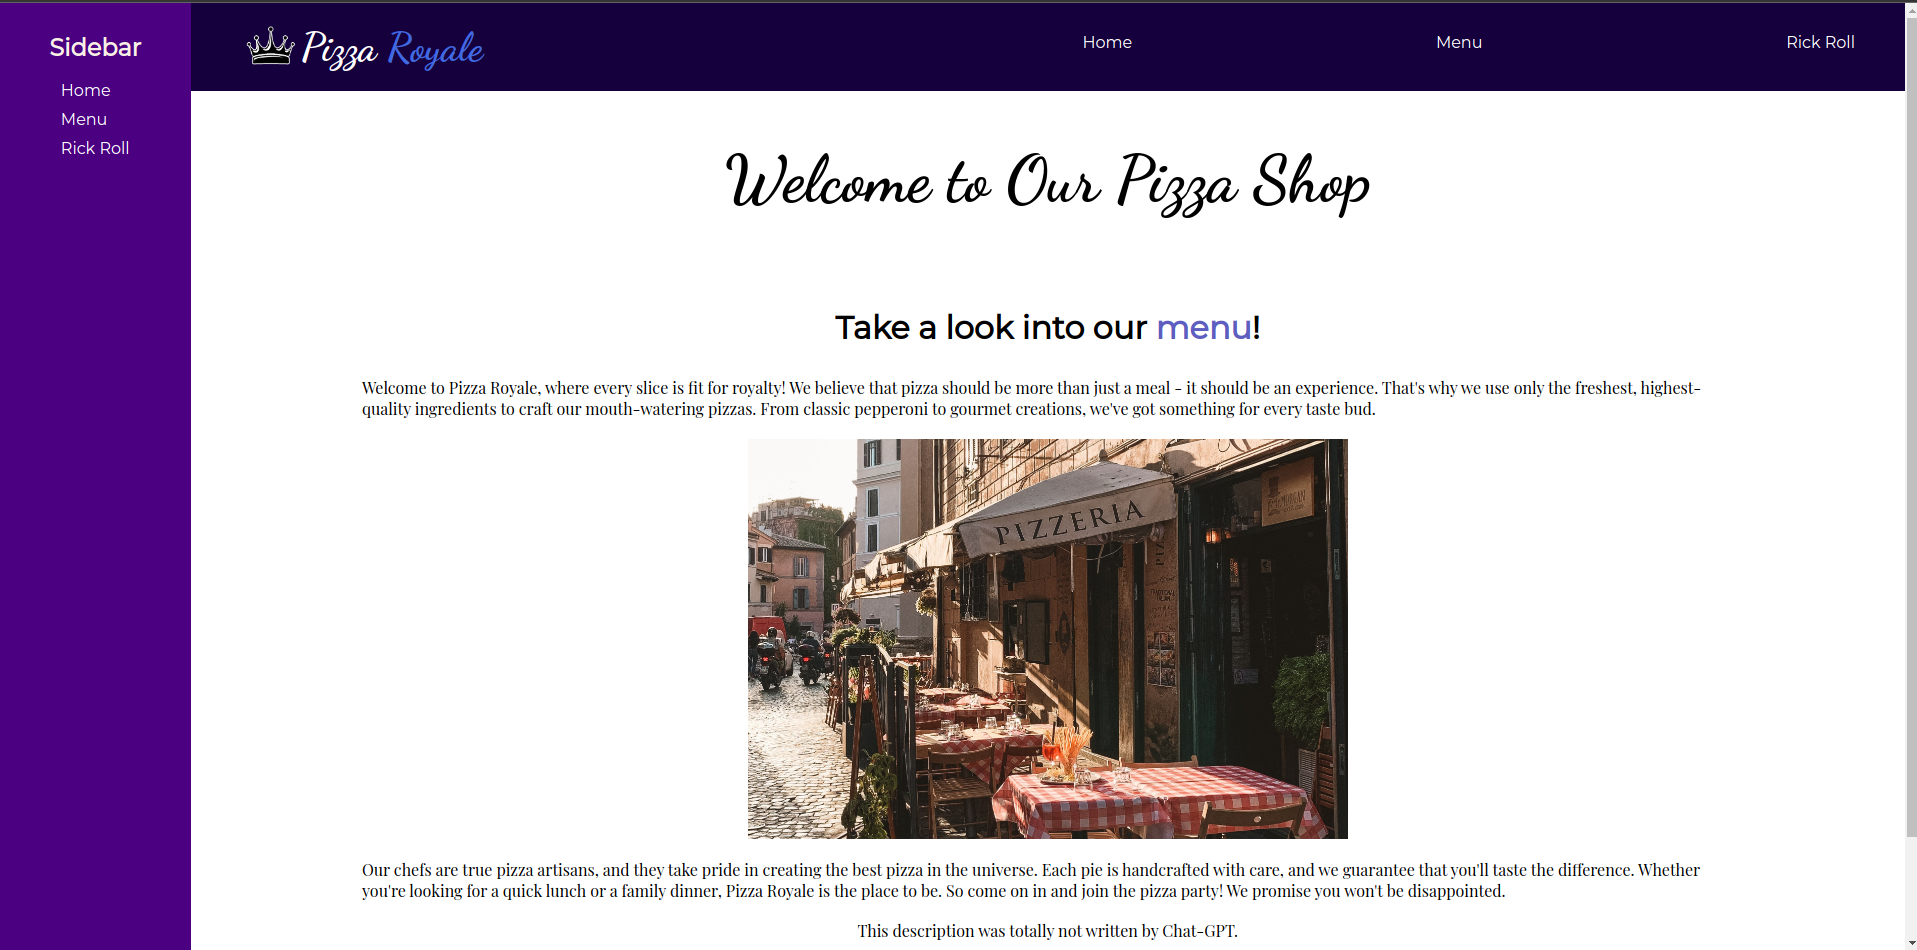 Sidebar
Home
Menu
Rick Roll
Pizza Royale
Home
Menu
Rick Roll
Welcome to Our Pizza Shop
Take a look into our menu!
Welcome to Pizza Royale, where every slice is fit for royalty! We believe that pizza should be more than just a meal - it should be an experience. That's why we use only the freshest, highest-
quality ingredients to craft our mouth-watering pizzas. From classic pepperoni to gourmet creations, we've got something for every taste bud.
PIZZERIA
Our chefs are true pizza artisans, and they take pride in creating the best pizza in the universe. Each pie is handcrafted with care, and we guarantee that you'll taste the difference. Whether
you're looking for a quick lunch or a family dinner, Pizza Royale is the place to be. So come on in and join the pizza party! We promise you won't be disappointed.
This description was totally not written by Chat-GPT.